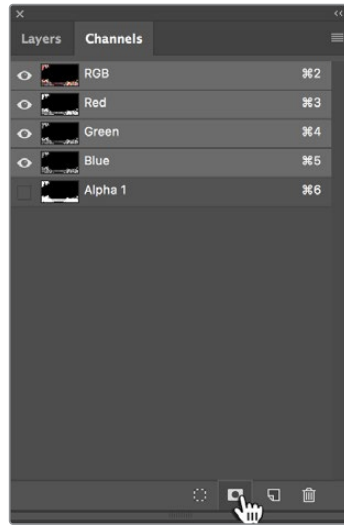 Layers Channels
RGB ⌘2
Red ⌘3
Green ⌘4
Blue ⌘5
Alpha 1 ⌘6